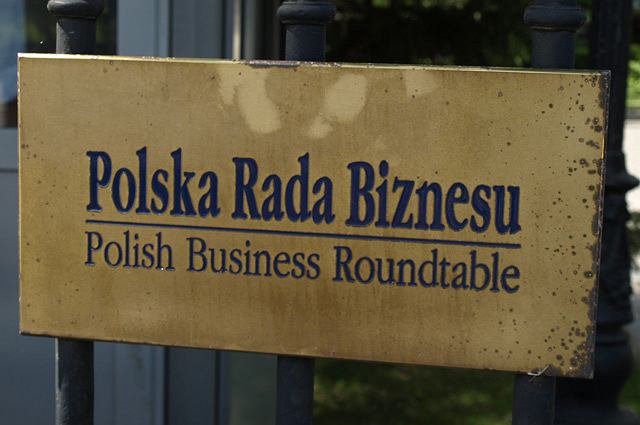 Polska Rada Biznesu
Polish Business Roundtable